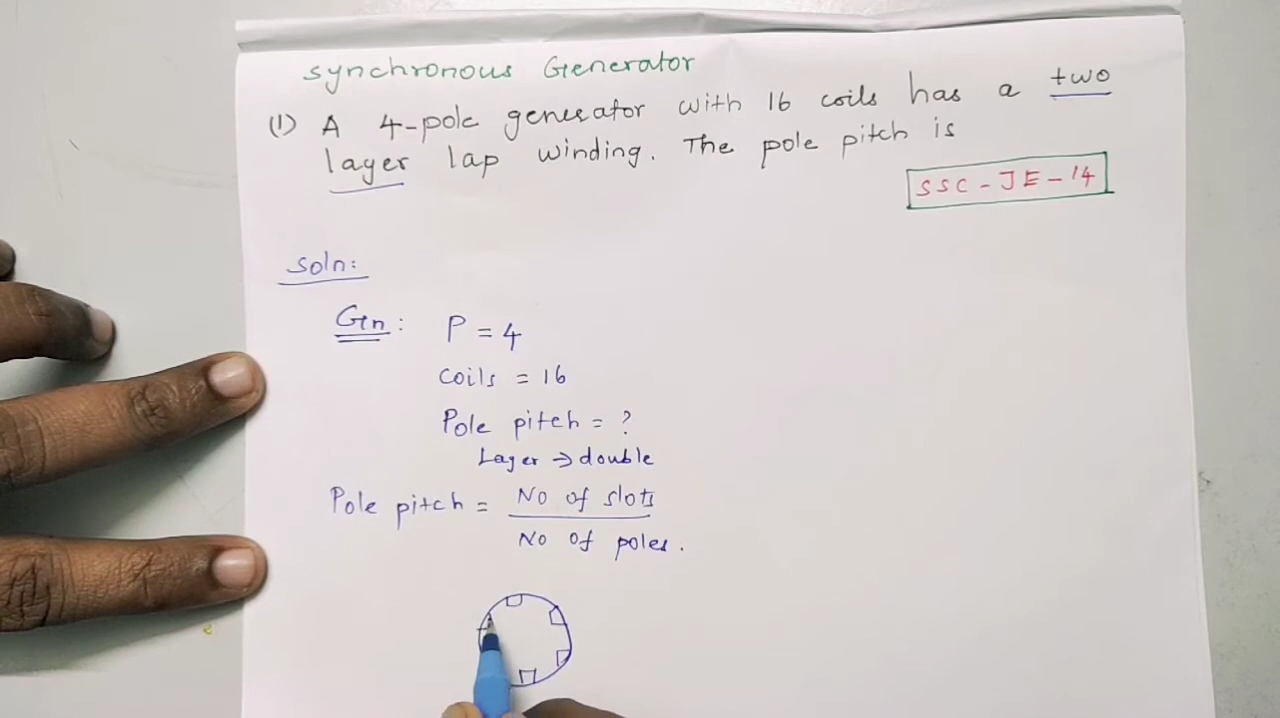 Synchronous Generator
(1) A 4-pole generator with 16 coils has a two
layer lap winding. The pole pitch is
SSC - JE - 14
Soln:
Gn: P = 4
Coils = 16
Pole pitch = ?
Layer → double
Pole pitch = No of slots
No of poles.